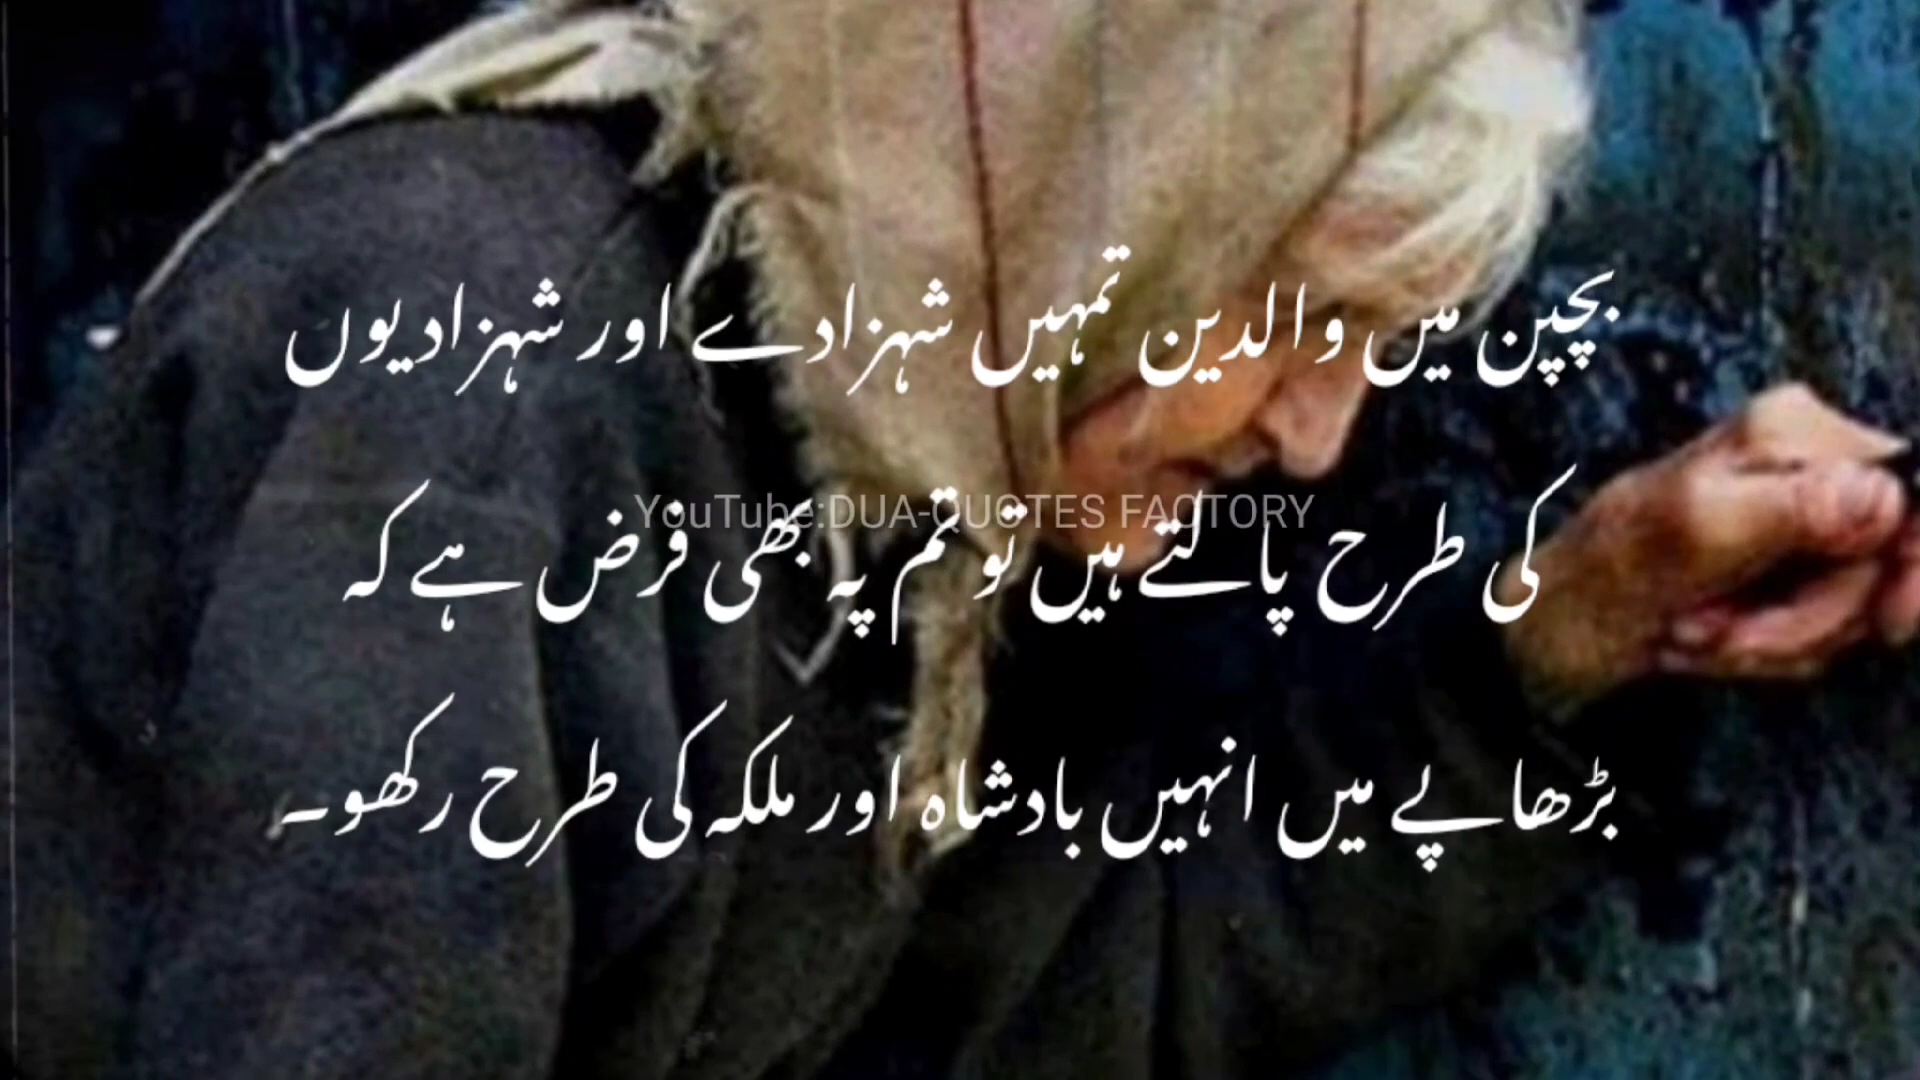 بچپن میں والدین تمہیں شہزادے اور شہزادیوں
YouTube:DUA-QUOTES FACTORY
کی طرح پالتے ہیں تو تم پہ بھی فرض ہے کہ
بڑھاپے میں انہیں بادشاہ اور ملکہ کی طرح رکھو۔